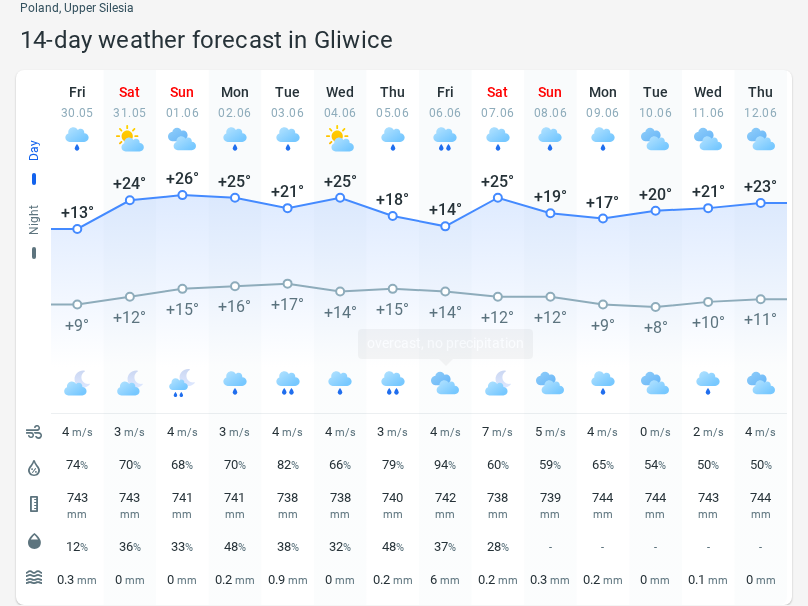 Poland, Upper Silesia
14-day weather forecast in Gliwice
Fri Sat Sun Mon Tue Wed Thu Fri Sat Sun Mon Tue Wed Thu
30.05 31.05 01.06 02.06 03.06 04.06 05.06 06.06 07.06 08.06 09.06 10.06 11.06 12.06
Day
+13° +24° +26° +25° +21° +25° +18° +14° +25° +19° +17° +20° +21° +23°
Night
+9° +12° +15° +16° +17° +14° +15° +14° +12° +12° +9° +8° +10° +11°
overcast, no precipitation
4 m/s 3 m/s 4 m/s 3 m/s 4 m/s 4 m/s 3 m/s 4 m/s 7 m/s 5 m/s 4 m/s 0 m/s 2 m/s 4 m/s
74% 70% 68% 70% 82% 66% 79% 94% 60% 59% 65% 54% 50% 50%
743 743 741 741 738 738 740 742 738 739 744 744 743 744
mm mm mm mm mm mm mm mm mm mm mm mm mm mm
12% 36% 33% 48% 38% 32% 48% 37% 28% - - - - -
0.3 mm 0 mm 0 mm 0.2 mm 0.9 mm 0 mm 0.2 mm 6 mm 0.2 mm 0.3 mm 0.2 mm 0 mm 0.1 mm 0 mm